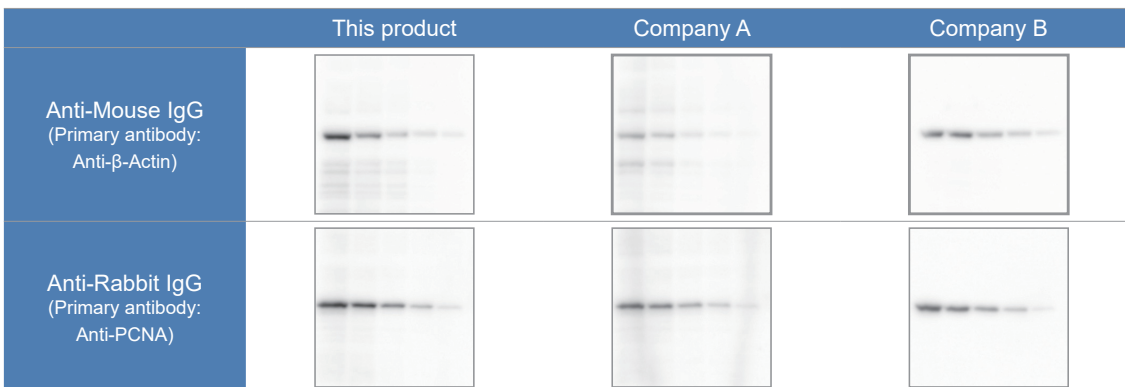 This product
Company A
Company B
Anti-Mouse IgG
(Primary antibody:
Anti-β-Actin)
Anti-Rabbit IgG
(Primary antibody:
Anti-PCNA)